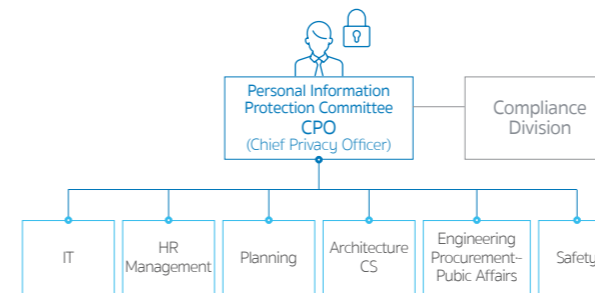 Personal Information
Protection Committee
CPO
(Chief Privacy Officer)
Compliance
Division
IT
HR
Management
Planning
Architecture
CS
Engineering
Procurement-
Pubic Affairs
Safety